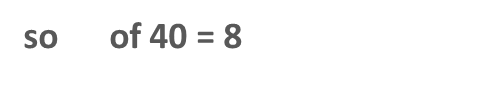 so of 40 = 8